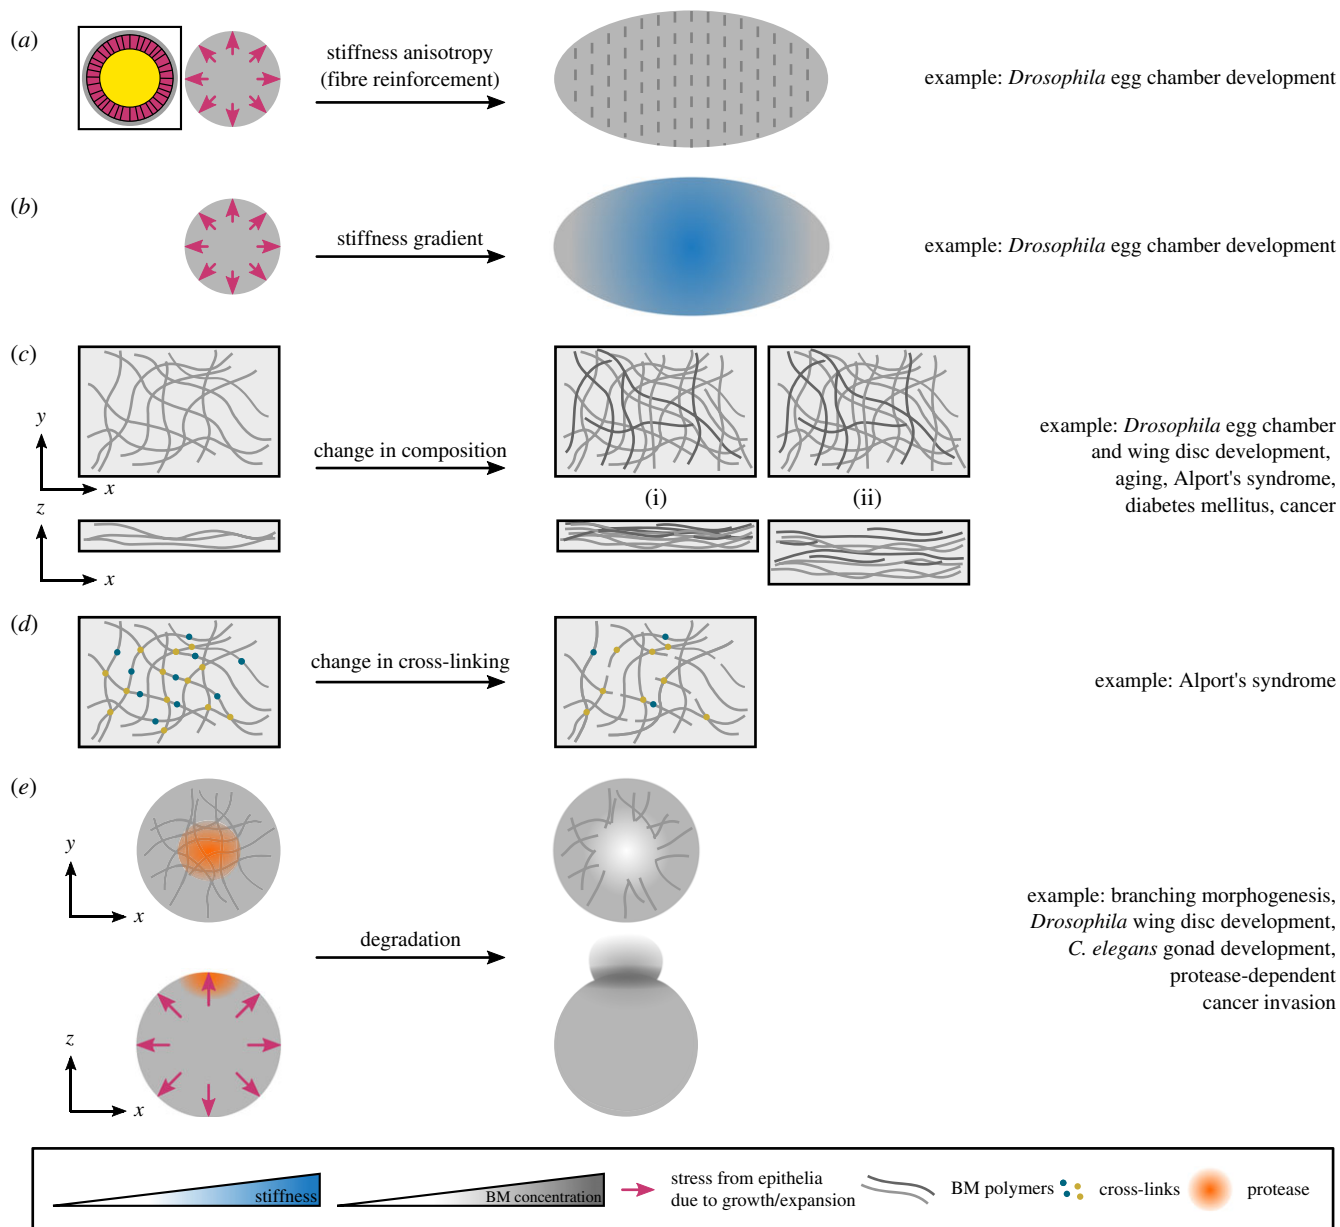 (a)
stiffness anisotropy
(fibre reinforcement)
example: Drosophila egg chamber development
(b)
stiffness gradient
example: Drosophila egg chamber development
(c)
y
x
z
x
change in composition
(i)
(ii)
example: Drosophila egg chamber
and wing disc development,
aging, Alport's syndrome,
diabetes mellitus, cancer
(d)
change in cross-linking
example: Alport's syndrome
(e)
y
x
z
x
degradation
example: branching morphogenesis,
Drosophila wing disc development,
C. elegans gonad development,
protease-dependent
cancer invasion
stiffness
BM concentration
stress from epithelia
due to growth/expansion
BM polymers
cross-links
protease